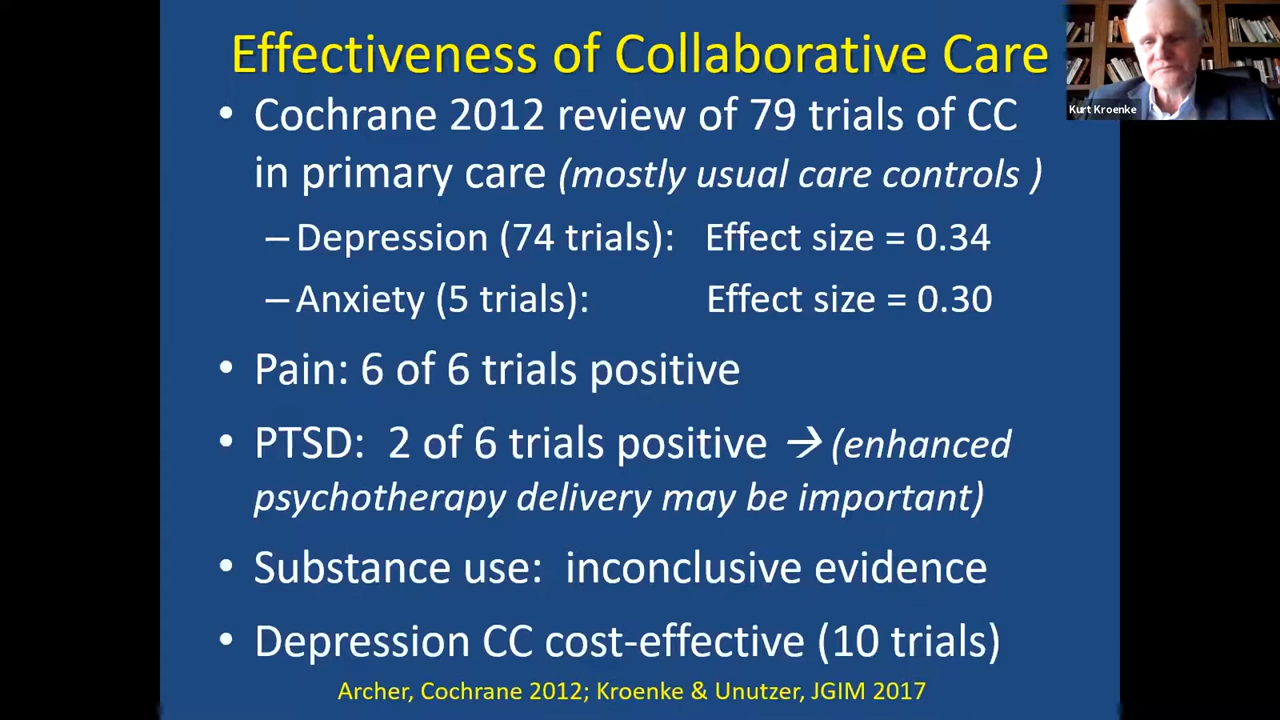 Effectiveness of Collaborative Care
• Cochrane 2012 review of 79 trials of CC
in primary care (mostly usual care controls )
– Depression (74 trials): Effect size = 0.34
– Anxiety (5 trials): Effect size = 0.30
• Pain: 6 of 6 trials positive
• PTSD: 2 of 6 trials positive → (enhanced
psychotherapy delivery may be important)
• Substance use: inconclusive evidence
• Depression CC cost-effective (10 trials)
Archer, Cochrane 2012; Kroenke & Unutzer, JGIM 2017
Kurt Kroenke